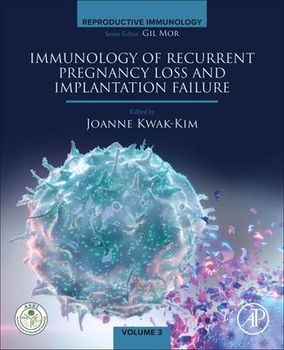 REPRODUCTIVE IMMUNOLOGY
Series Editor GIL MOR
IMMUNOLOGY OF RECURRENT
PREGNANCY LOSS AND
IMPLANTATION FAILURE
Edited by
JOANNE KWAK-KIM
ASRI
VOLUME 3